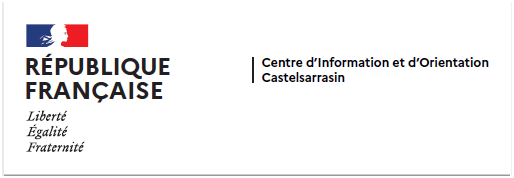 RÉPUBLIQUE
FRANÇAISE
Liberté
Égalité
Fraternité
Centre d'Information et d'Orientation
Castelsarrasin